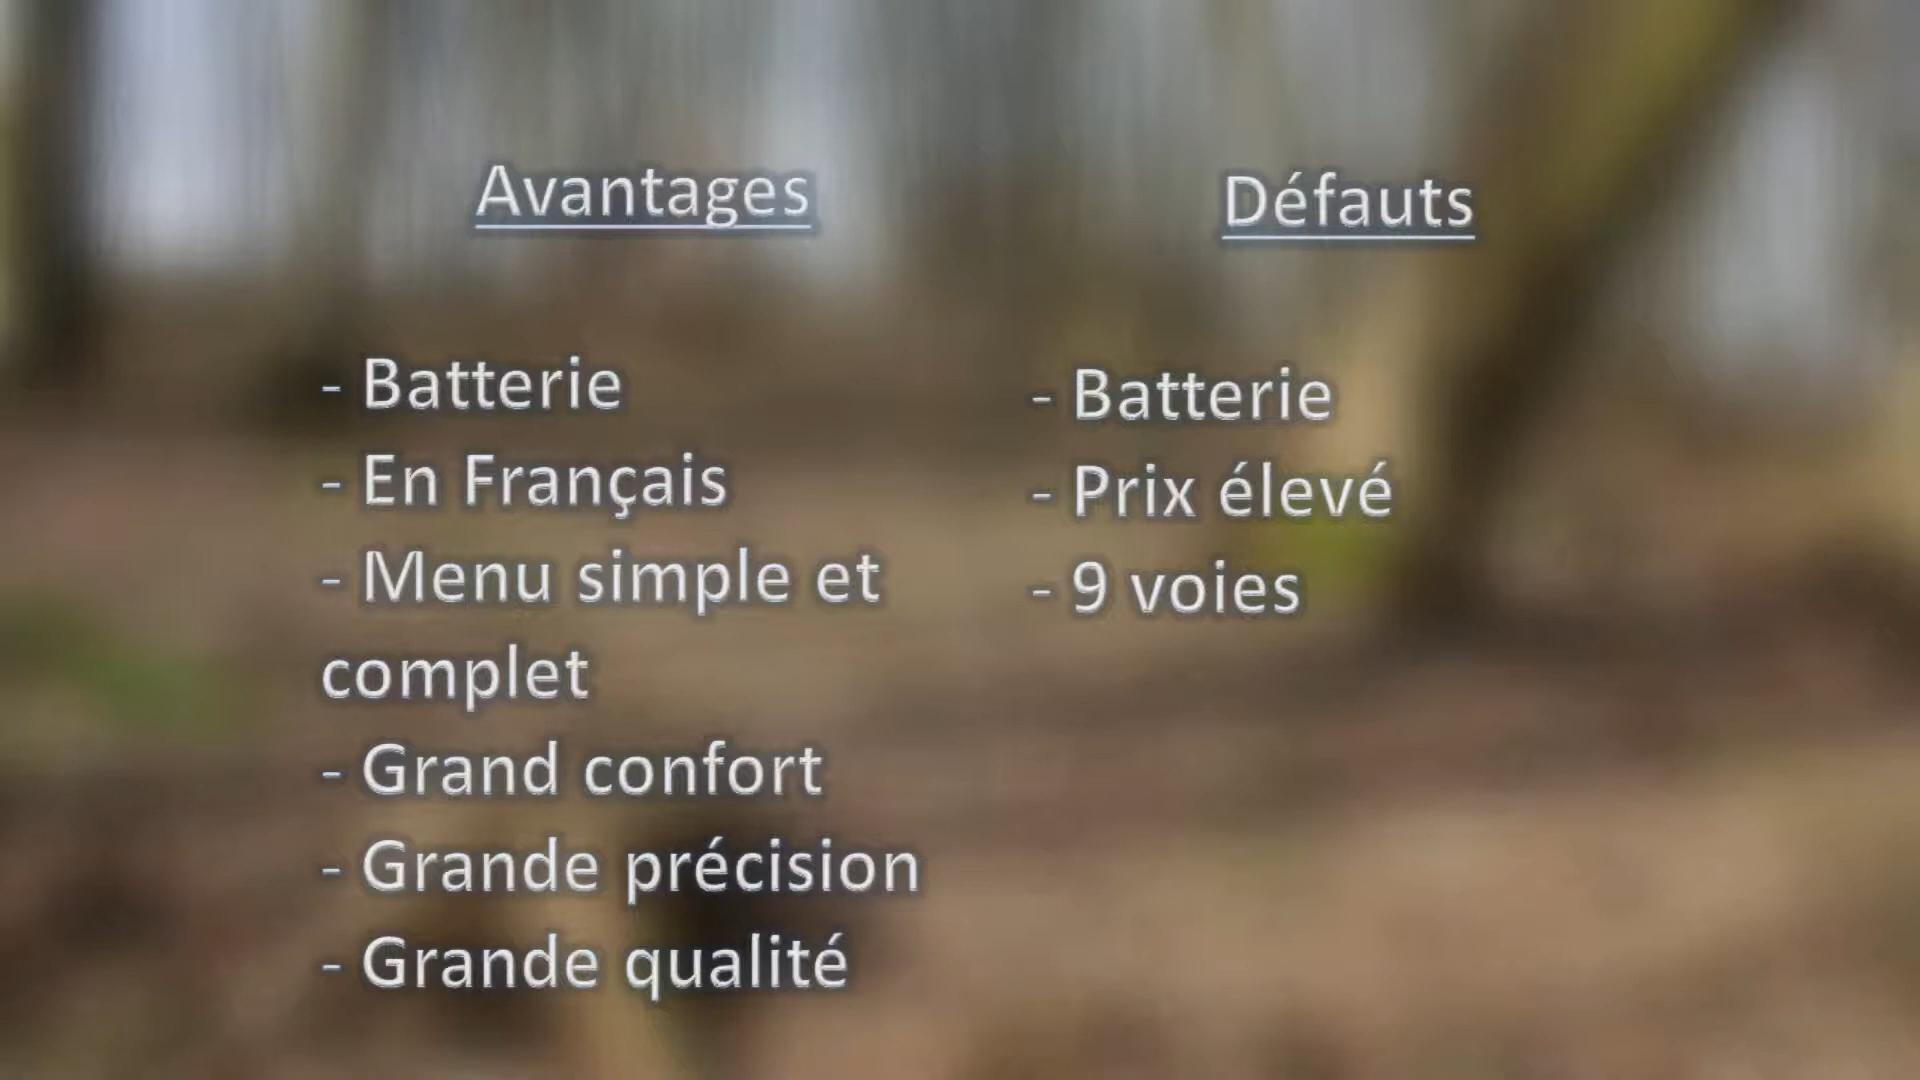 Avantages
- Batterie
- En Français
- Menu simple et
complet
- Grand confort
- Grande précision
- Grande qualité
Défauts
- Batterie
- Prix élevé
- 9 voies